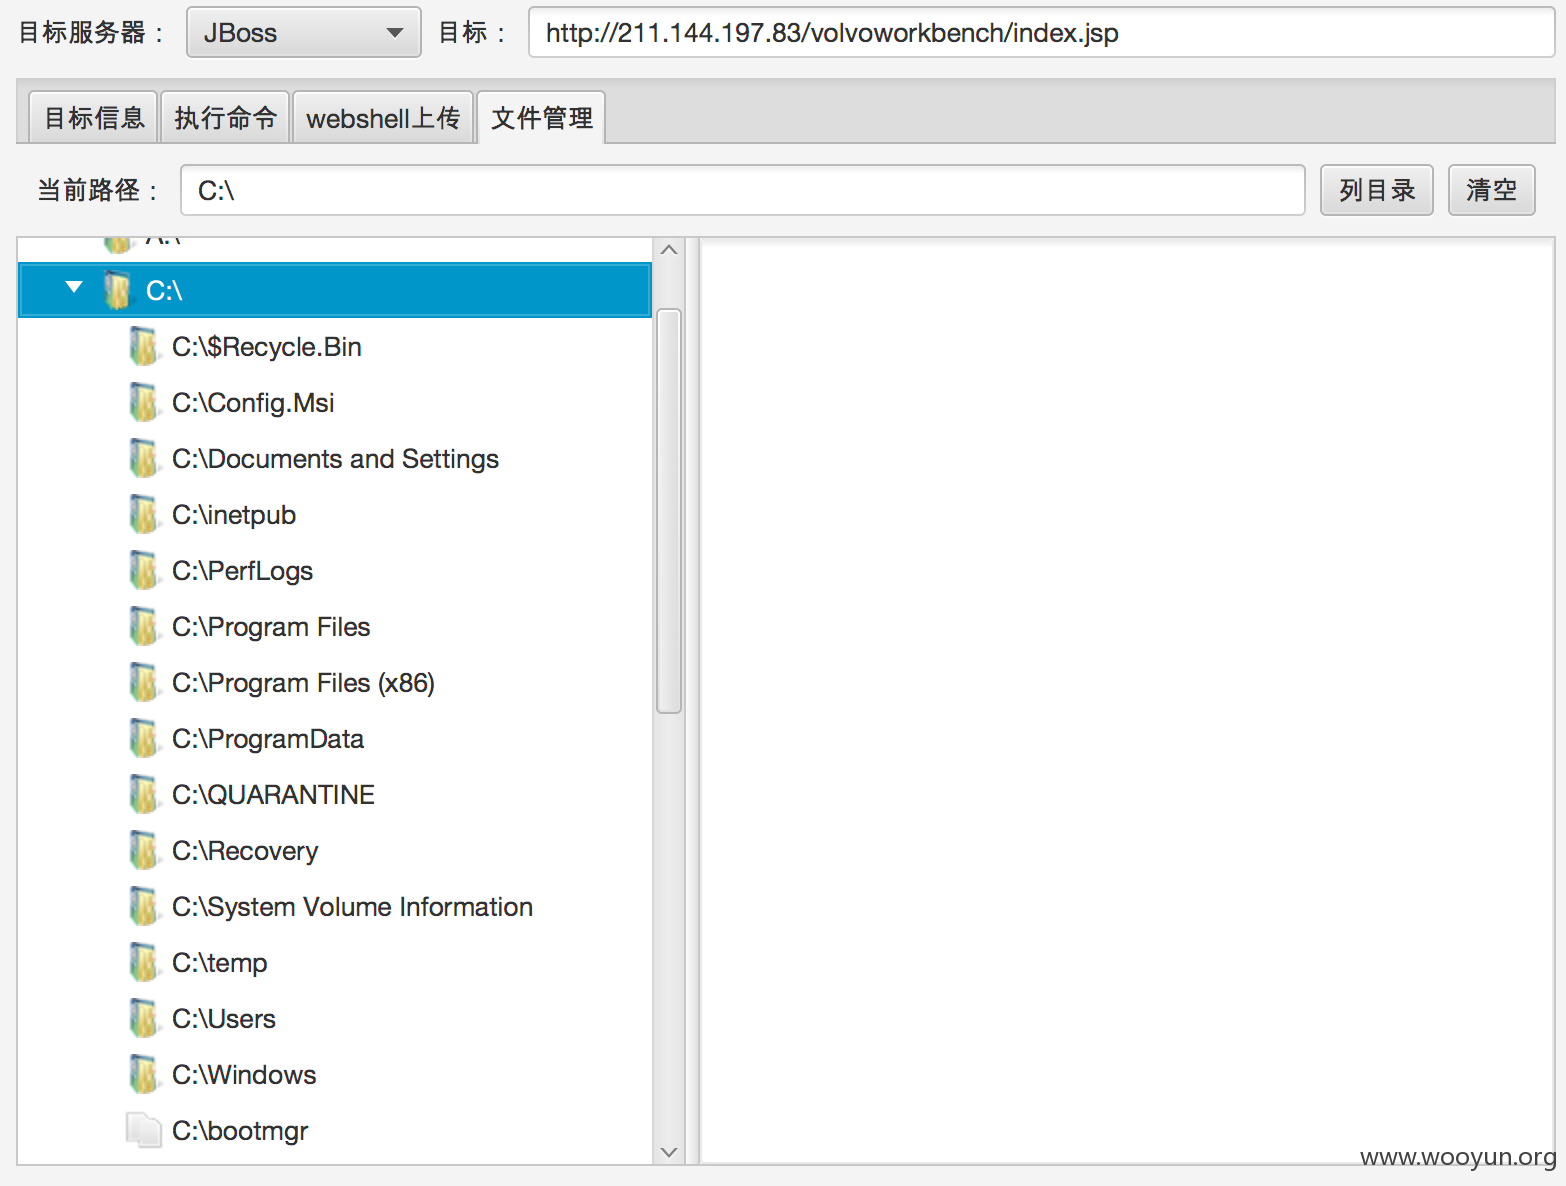 目标服务器： JBoss 目标： http://211.144.197.83/volvoworkbench/index.jsp
目标信息 执行命令 webshell上传 文件管理
当前路径： C:\ 列目录 清空
A:\
C:\
C:\$Recycle.Bin
C:\Config.Msi
C:\Documents and Settings
C:\inetpub
C:\PerfLogs
C:\Program Files
C:\Program Files (x86)
C:\ProgramData
C:\QUARANTINE
C:\Recovery
C:\System Volume Information
C:\temp
C:\Users
C:\Windows
C:\bootmgr
www.wooyun.org